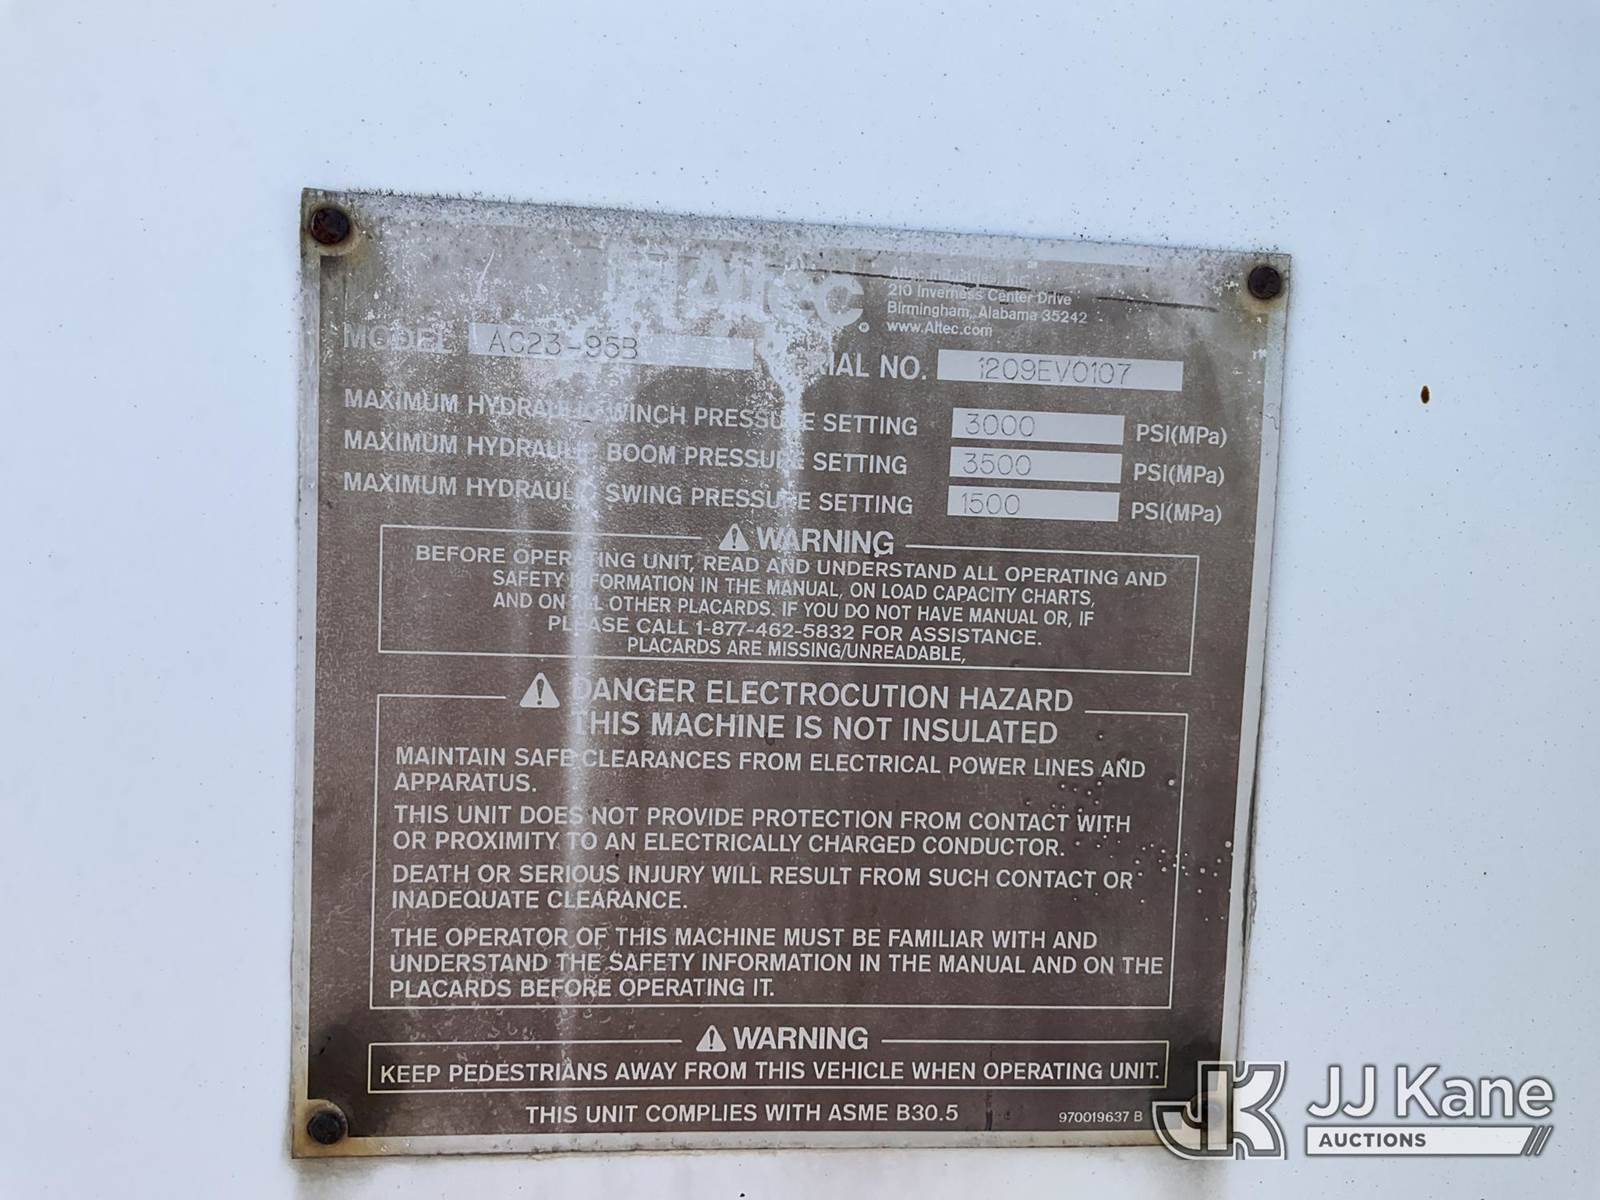 Altec
Altec Industries, Inc.
210 Inverness Center Drive
Birmingham, Alabama 35242
www.Altec.com
MODEL AC23-95B SERIAL NO. 1209EV0107
MAXIMUM HYDRAULIC WINCH PRESSURE SETTING 3000 PSI(MPa)
MAXIMUM HYDRAULIC BOOM PRESSURE SETTING 3500 PSI(MPa)
MAXIMUM HYDRAULIC SWING PRESSURE SETTING 1500 PSI(MPa)
WARNING
BEFORE OPERATING UNIT, READ AND UNDERSTAND ALL OPERATING AND
SAFETY INFORMATION IN THE MANUAL, ON LOAD CAPACITY CHARTS,
AND ON ALL OTHER PLACARDS. IF YOU DO NOT HAVE MANUAL OR, IF
PLEASE CALL 1-877-462-5832 FOR ASSISTANCE.
PLACARDS ARE MISSING/UNREADABLE,
DANGER ELECTROCUTION HAZARD
THIS MACHINE IS NOT INSULATED
MAINTAIN SAFE CLEARANCES FROM ELECTRICAL POWER LINES AND
APPARATUS.
THIS UNIT DOES NOT PROVIDE PROTECTION FROM CONTACT WITH
OR PROXIMITY TO AN ELECTRICALLY CHARGED CONDUCTOR.
DEATH OR SERIOUS INJURY WILL RESULT FROM SUCH CONTACT OR
INADEQUATE CLEARANCE.
THE OPERATOR OF THIS MACHINE MUST BE FAMILIAR WITH AND
UNDERSTAND THE SAFETY INFORMATION IN THE MANUAL AND ON THE
PLACARDS BEFORE OPERATING IT.
WARNING
KEEP PEDESTRIANS AWAY FROM THIS VEHICLE WHEN OPERATING UNIT.
THIS UNIT COMPLIES WITH ASME B30.5
970019637 B
JK JJ Kane
AUCTIONS